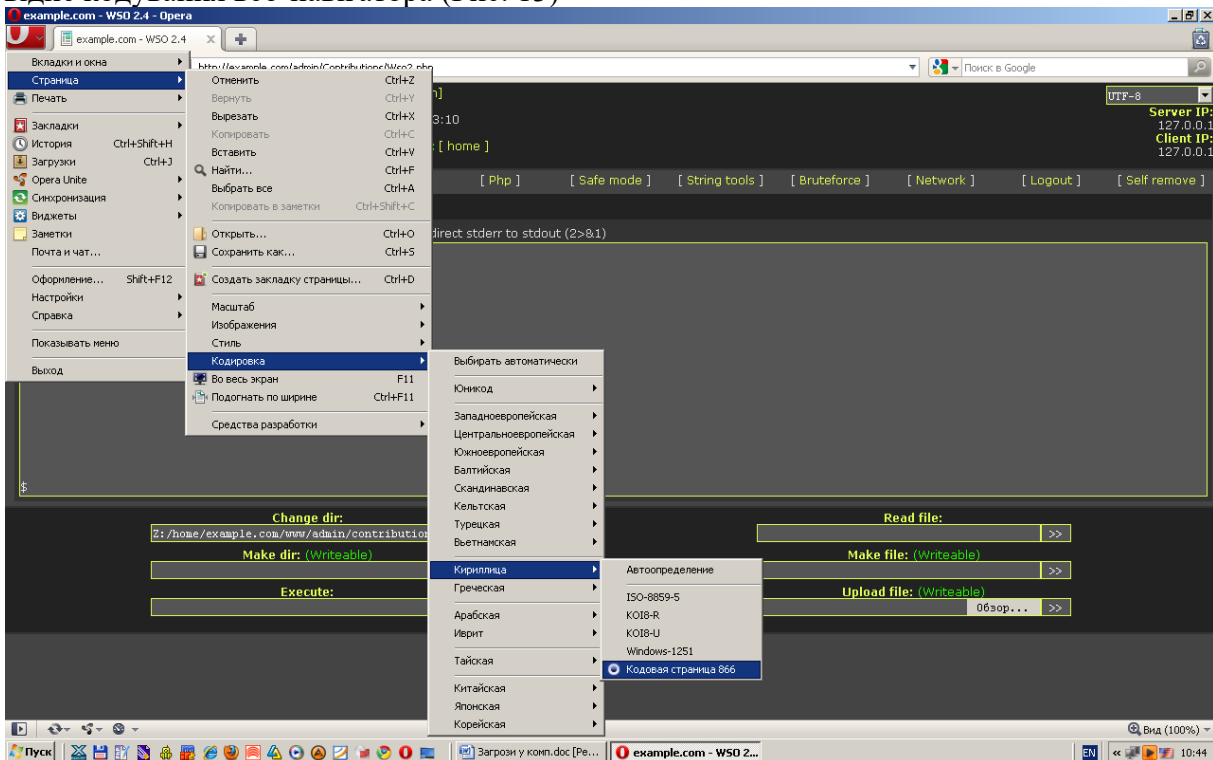 example.com - WSO 2.4 - Opera
example.com - WSO 2.4
Вкладки и окна
Страница
Печать
Закладки
История Ctrl+Shift+H
Загрузки Ctrl+J
Opera Unite
Синхронизация
Виджеты
Заметки
Почта и чат...
Оформление... Shift+F12
Настройки
Справка
Показывать меню
Выход
Поиск в Google
Отменить Ctrl+Z
Вернуть Ctrl+Y
Вырезать Ctrl+X
Копировать Ctrl+C
Вставить Ctrl+V
Найти... Ctrl+F
Выбрать все Ctrl+A
Копировать в заметки Ctrl+Shift+C
Открыть... Ctrl+O
Сохранить как... Ctrl+S
Создать закладку страницы... Ctrl+D
Масштаб
Изображения
Стиль
Кодировка
Во весь экран F11
Подогнать по ширине Ctrl+F11
Средства разработки
UTF-8
3:10
Server IP:
127.0.0.1
: [ home ]
Client IP:
127.0.0.1
[ Php ] [ Safe mode ] [ String tools ] [ Bruteforce ] [ Network ] [ Logout ] [ Self remove ]
direct stderr to stdout (2>&1)
Выбирать автоматически
Юникод
Западноевропейская
Центральноевропейская
Южноевропейская
Балтийская
Скандинавская
Кельтская
Турецкая
Вьетнамская
Кириллица
Греческая
Арабская
Иврит
Тайская
Китайская
Японская
Корейская
Автоопределение
ISO-8859-5
KOI8-R
KOI8-U
Windows-1251
Кодовая страница 866
$
Change dir:
Z:/home/example.com/www/admin/contribution
Read file:
>>
Make dir: (Writeable)
Make file: (Writeable)
>>
Execute:
Upload file: (Writeable)
Обзор... >>
Вид (100%)
Пуск
Загрози у комп.doc [Ре...
example.com - WSO 2...
EN
« 10:44